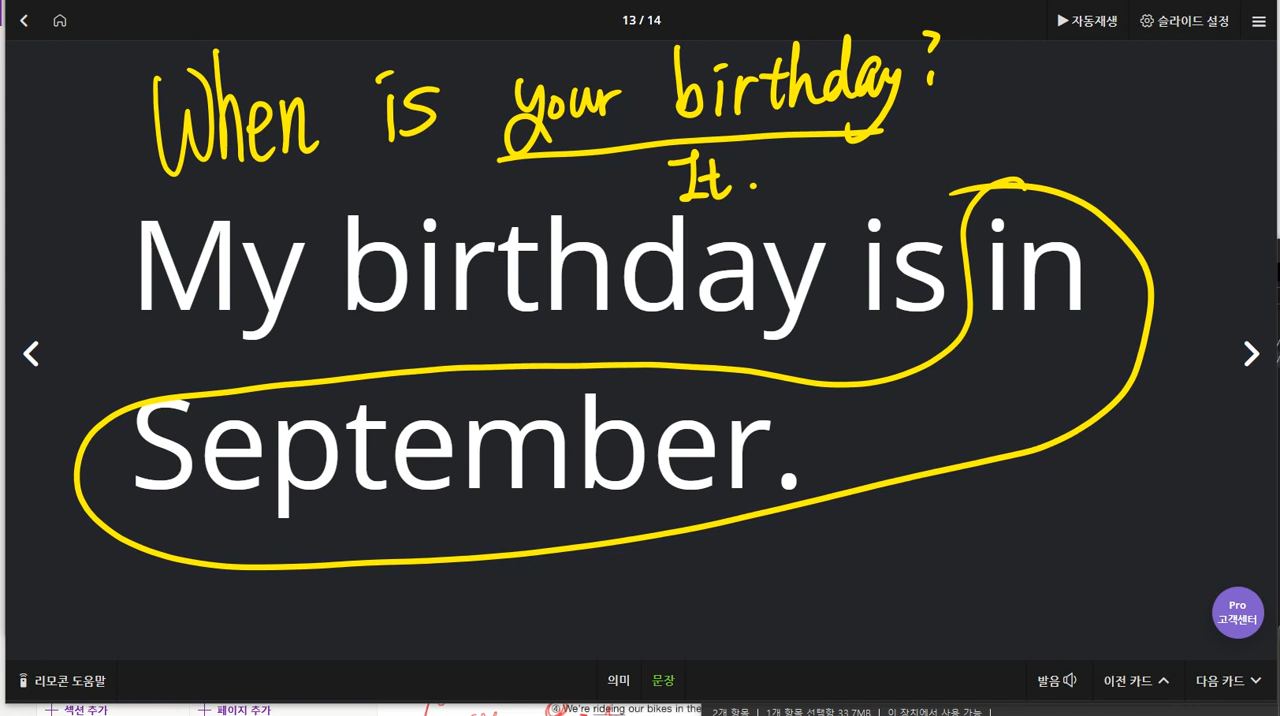 13 / 14
자동재생
슬라이드 설정
When is your birthday?
It.
My birthday is in
September.
Pro
고객센터
리모콘 도움말
의미
문장
발음
이전 카드
다음 카드
섹션 추가
페이지 추가
④ We're rideing our bikes in the
2개 항목 | 1개 항목 선택함 33.7MB | 이 장치에서 사용 가능 |